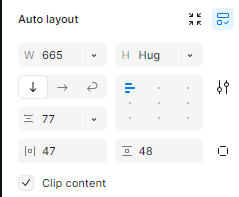 Auto layout
W 665 H Hug
77
47 48
Clip content